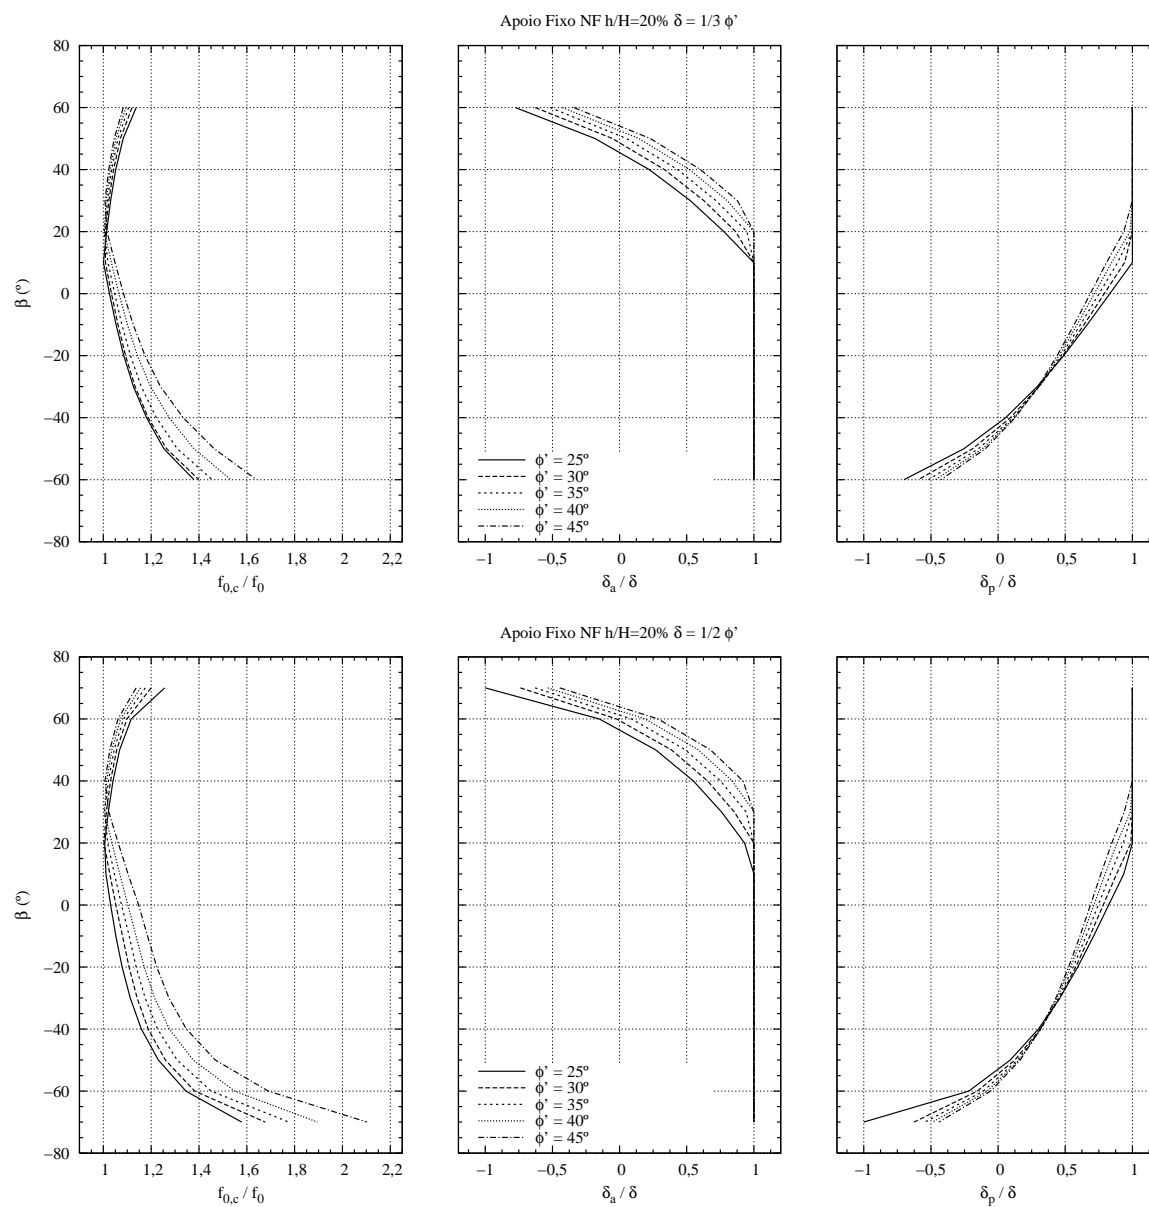 Apoio Fixo NF h/H=20% δ = 1/3 ϕ’
80
60
40
20
0
−20
−40
−60
−80
β (º)
1 1,2 1,4 1,6 1,8 2 2,2
f0,c / f0
ϕ’ = 25º
ϕ’ = 30º
ϕ’ = 35º
ϕ’ = 40º
ϕ’ = 45º
−1 −0,5 0 0,5 1
δa / δ
−1 −0,5 0 0,5 1
δp / δ
Apoio Fixo NF h/H=20% δ = 1/2 ϕ’
80
60
40
20
0
−20
−40
−60
−80
β (º)
1 1,2 1,4 1,6 1,8 2 2,2
f0,c / f0
ϕ’ = 25º
ϕ’ = 30º
ϕ’ = 35º
ϕ’ = 40º
ϕ’ = 45º
−1 −0,5 0 0,5 1
δa / δ
−1 −0,5 0 0,5 1
δp / δ